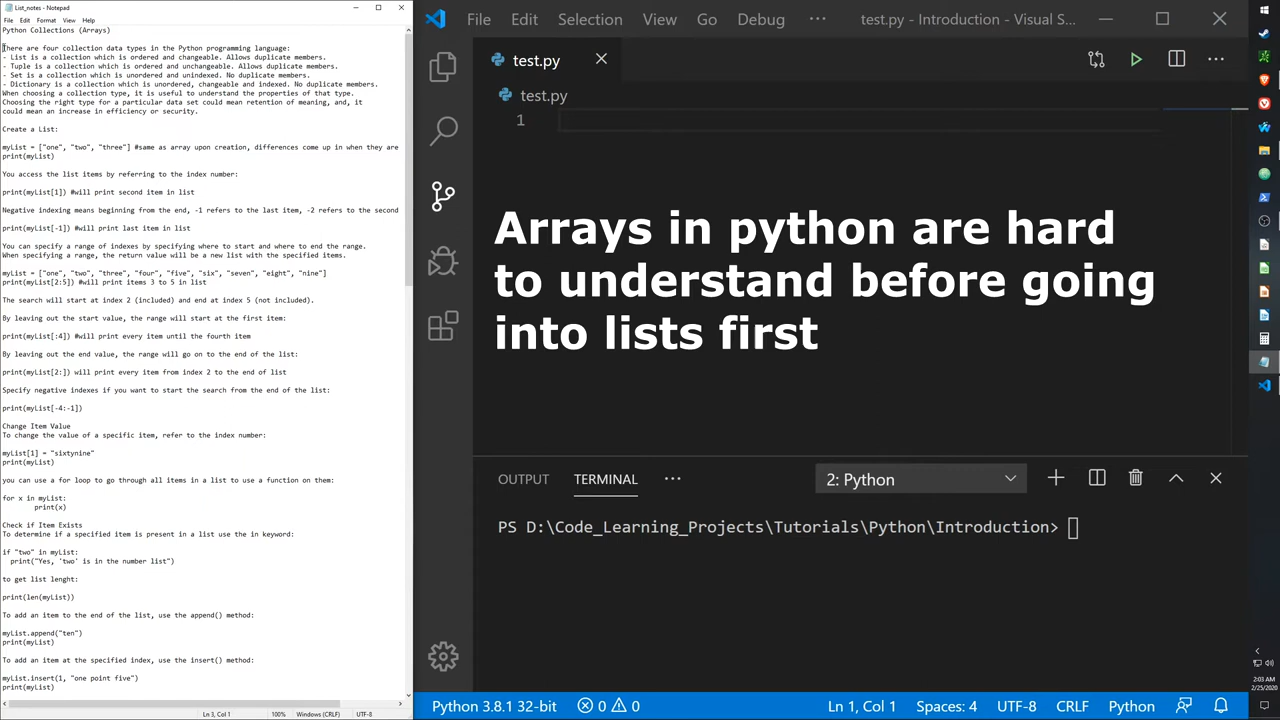 List_notes - Notepad
File Edit Format View Help
Python Collections (Arrays)
There are four collection data types in the Python programming language:
- List is a collection which is ordered and changeable. Allows duplicate members.
- Tuple is a collection which is ordered and unchangeable. Allows duplicate members.
- Set is a collection which is unordered and unindexed. No duplicate members.
- Dictionary is a collection which is unordered, changeable and indexed. No duplicate members.
When choosing a collection type, it is useful to understand the properties of that type.
Choosing the right type for a particular data set could mean retention of meaning, and, it
could mean an increase in efficiency or security.
Create a List:
myList = ["one", "two", "three"] #same as array upon creation, differences come up in when they are
print(myList)
You access the list items by referring to the index number:
print(myList[1]) #will print second item in list
Negative indexing means beginning from the end, -1 refers to the last item, -2 refers to the second
print(myList[-1]) #will print last item in list
You can specify a range of indexes by specifying where to start and where to end the range.
When specifying a range, the return value will be a new list with the specified items.
myList = ["one", "two", "three", "four", "five", "six", "seven", "eight", "nine"]
print(myList[2:5]) #will print items 3 to 5 in list
The search will start at index 2 (included) and end at index 5 (not included).
By leaving out the start value, the range will start at the first item:
print(myList[:4]) #will print every item until the fourth item
By leaving out the end value, the range will go on to the end of the list:
print(myList[2:]) will print every item from index 2 to the end of list
Specify negative indexes if you want to start the search from the end of the list:
print(myList[-4:-1])
Change Item Value
To change the value of a specific item, refer to the index number:
myList[1] = "sixtynine"
print(myList)
you can use a for loop to go through all items in a list to use a function on them:
for x in myList:
print(x)
Check if Item Exists
To determine if a specified item is present in a list use the in keyword:
if "two" in myList:
print("Yes, 'two' is in the number list")
to get list lenght:
print(len(myList))
To add an item to the end of the list, use the append() method:
myList.append("ten")
print(myList)
To add an item at the specified index, use the insert() method:
myList.insert(1, "one point five")
print(myList)
Ln 3, Col 1 100% Windows (CRLF) UTF-8
File Edit Selection View Go Debug ··· test.py - Introduction - Visual S...
test.py
test.py
1
Arrays in python are hard
to understand before going
into lists first
OUTPUT TERMINAL ··· 2: Python
PS D:\Code_Learning_Projects\Tutorials\Python\Introduction>
Python 3.8.1 32-bit 0 0 Ln 1, Col 1 Spaces: 4 UTF-8 CRLF Python
2:03 AM
2/25/2020